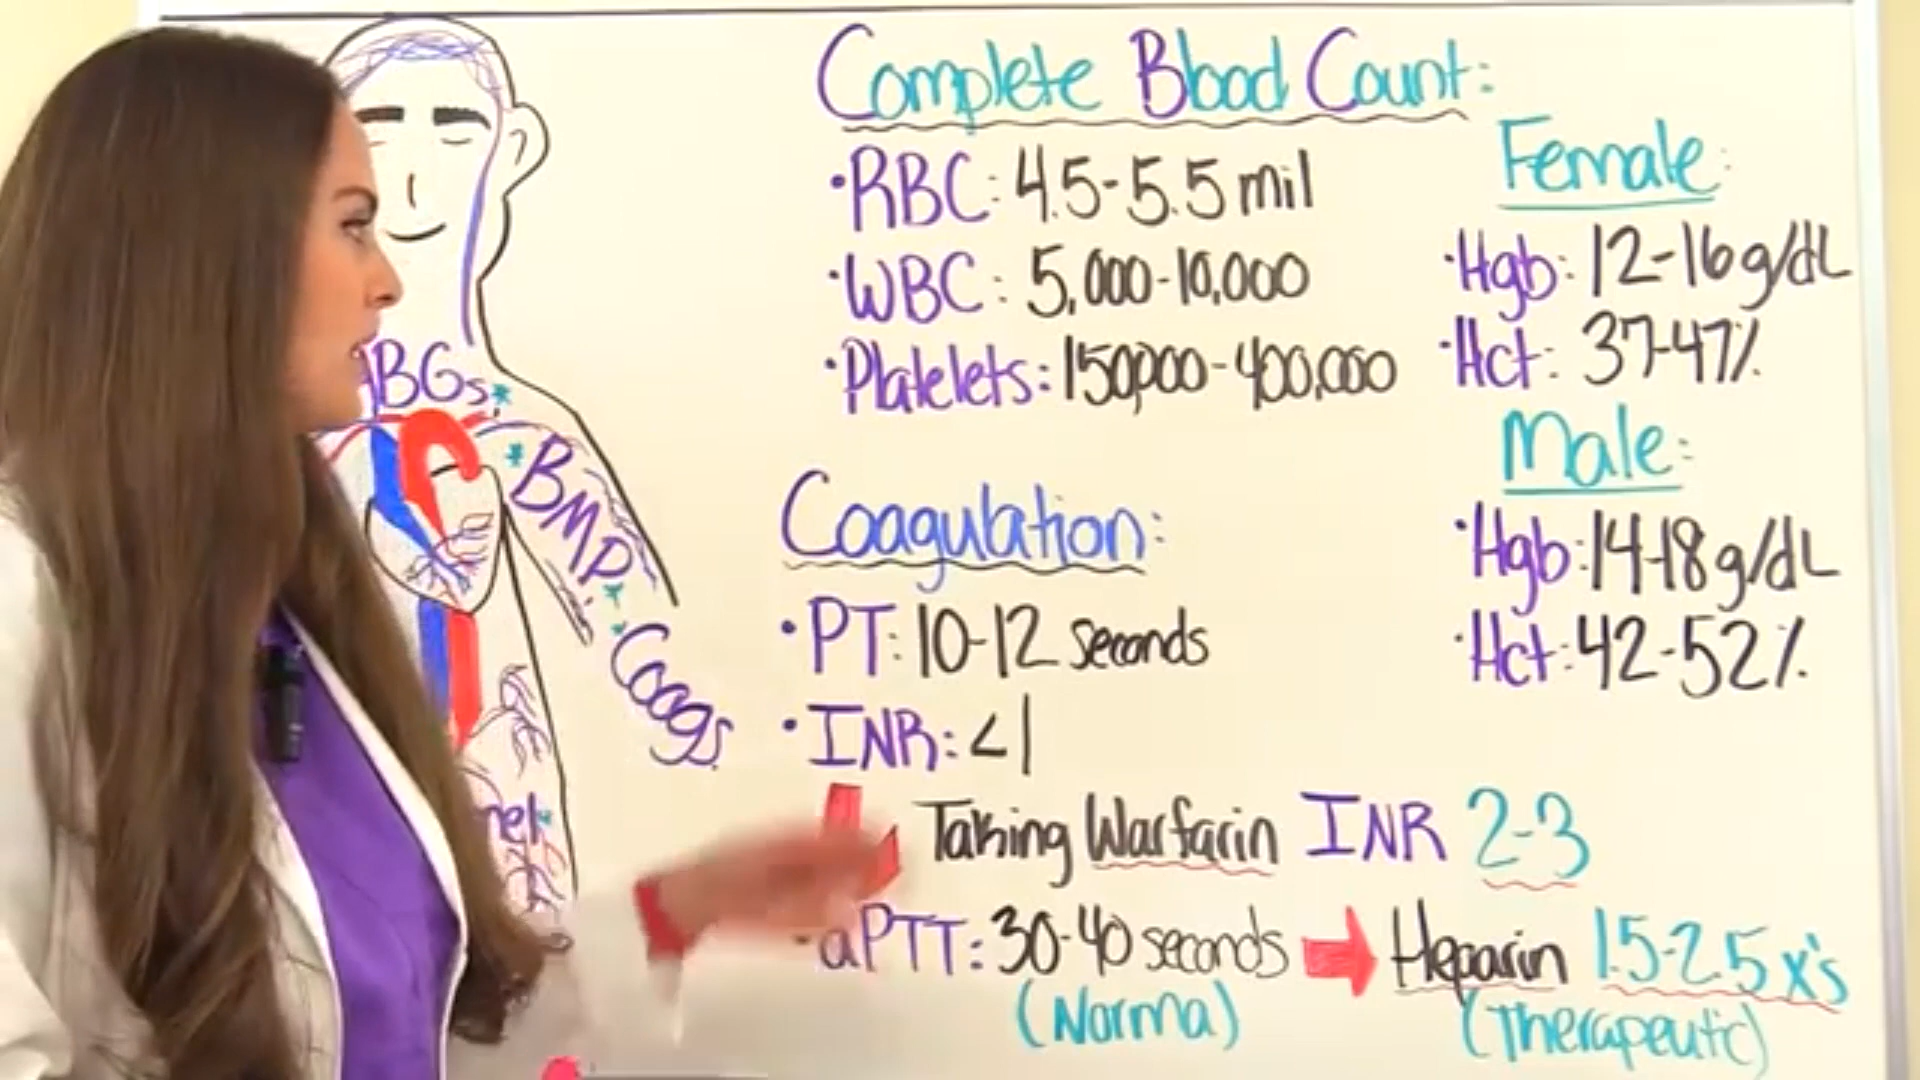 Complete Blood Count:
•RBC: 4.5-5.5 mil
•WBC: 5,000-10,000
•Platelets: 150,000-400,000
Female:
•Hgb: 12-16 g/dL
•Hct: 37-47%
Male:
•Hgb: 14-18 g/dL
•Hct: 42-52%
Coagulation:
•PT: 10-12 seconds
•INR: <1
Taking Warfarin INR 2-3
•aPTT: 30-40 seconds
(Normal)
Heparin 1.5-2.5 x's
(Therapeutic)
ABGs
*BMP*
*Coags